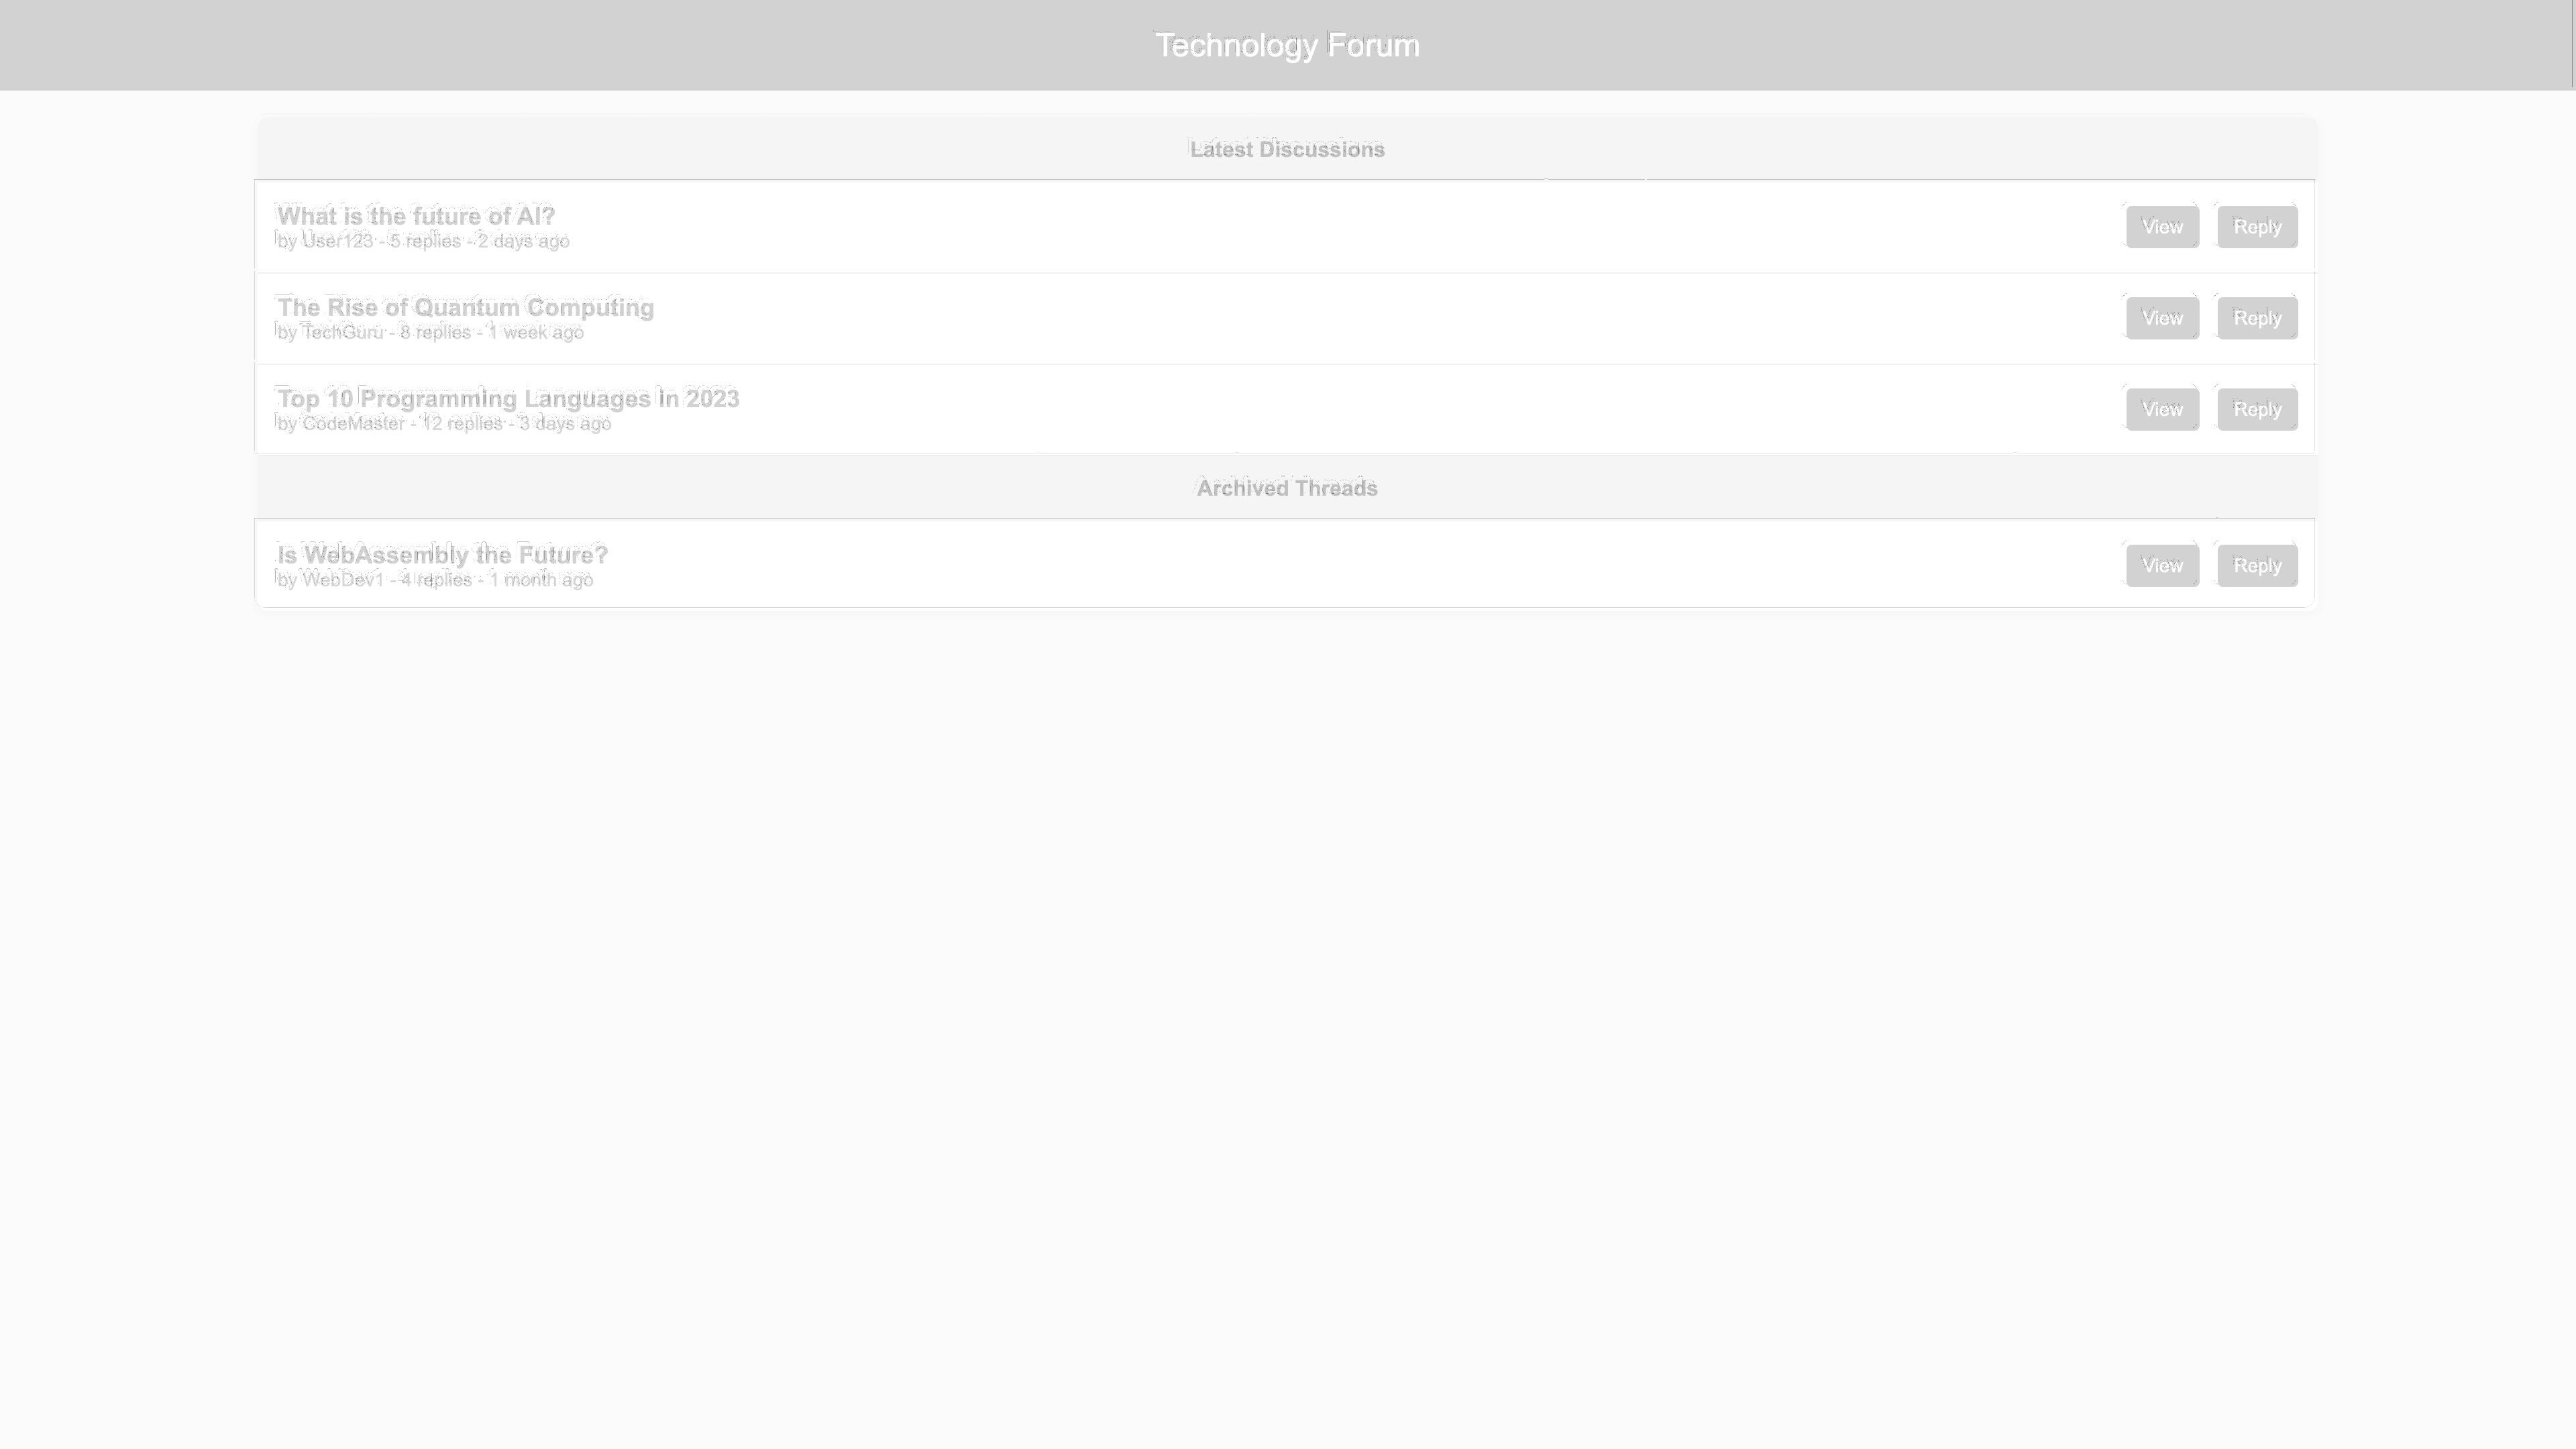 Technology Forum
Latest Discussions
What is the future of AI?
by User123 - 5 replies - 2 days ago
View Reply
The Rise of Quantum Computing
by TechGuru - 8 replies - 1 week ago
View Reply
Top 10 Programming Languages in 2023
by CodeMaster - 12 replies - 3 days ago
View Reply
Archived Threads
Is WebAssembly the Future?
by WebDev1 - 4 replies - 1 month ago
View Reply